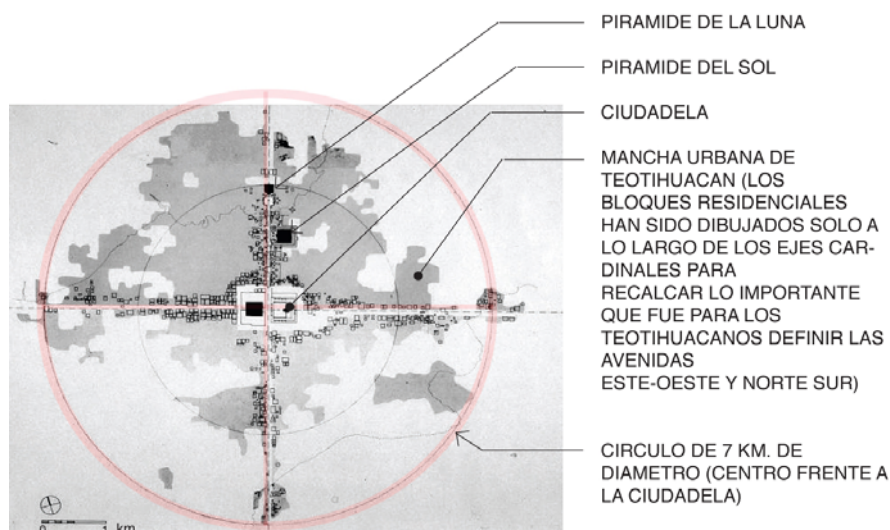 PIRAMIDE DE LA LUNA
PIRAMIDE DEL SOL
CIUDADELA
MANCHA URBANA DE
TEOTIHUACAN (LOS
BLOQUES RESIDENCIALES
HAN SIDO DIBUJADOS SOLO A
LO LARGO DE LOS EJES CAR-
DINALES PARA
RECALCAR LO IMPORTANTE
QUE FUE PARA LOS
TEOTIHUACANOS DEFINIR LAS
AVENIDAS
ESTE-OESTE Y NORTE SUR)
CIRCULO DE 7 KM. DE
DIAMETRO (CENTRO FRENTE A
LA CIUDADELA)
0 1 km